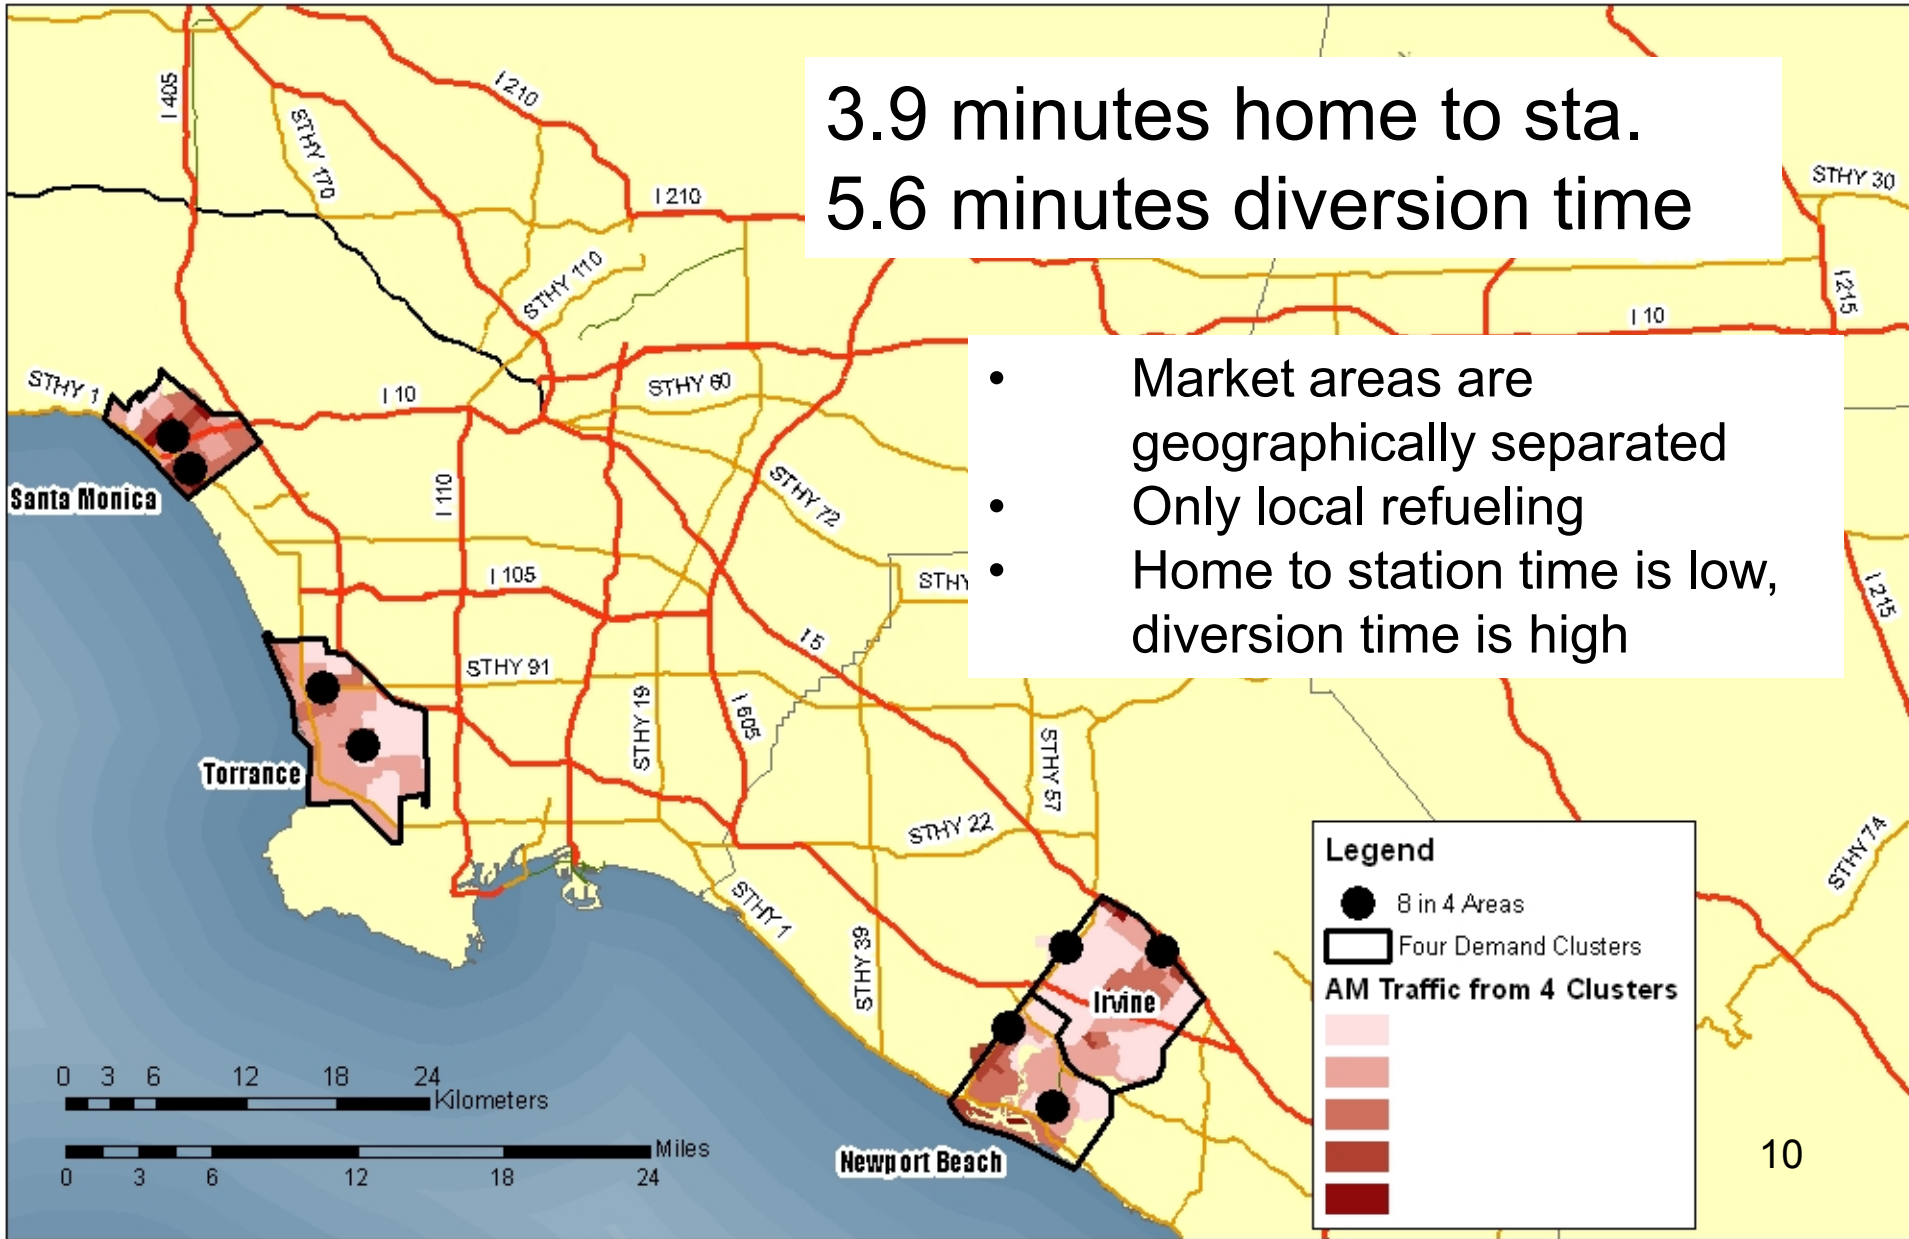 3.9 minutes home to sta.
5.6 minutes diversion time
• Market areas are
geographically separated
• Only local refueling
• Home to station time is low,
diversion time is high
I 405
I 210
STHY 170
I 210
STHY 110
STHY 30
I 215
I 10
STHY 1
I 10
STHY 60
Santa Monica
I 110
STHY 72
I 105
STHY
I 215
I 5
STHY 91
STHY 19
I 605
Torrance
STHY 57
STHY 22
STHY 1
STHY 39
STHY 74
Irvine
Newport Beach
Legend
8 in 4 Areas
Four Demand Clusters
AM Traffic from 4 Clusters
0 3 6 12 18 24
Kilometers
Miles
0 3 6 12 18 24
10